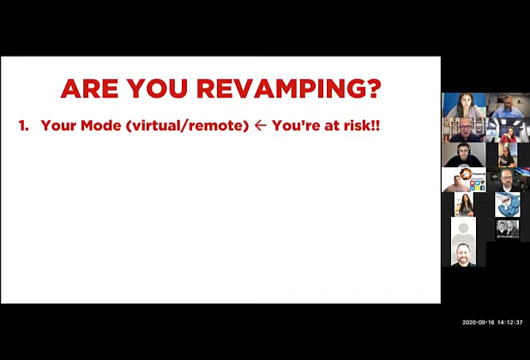 ARE YOU REVAMPING?
1. Your Mode (virtual/remote) ← You're at risk!!
2020-09-16 14:12:37